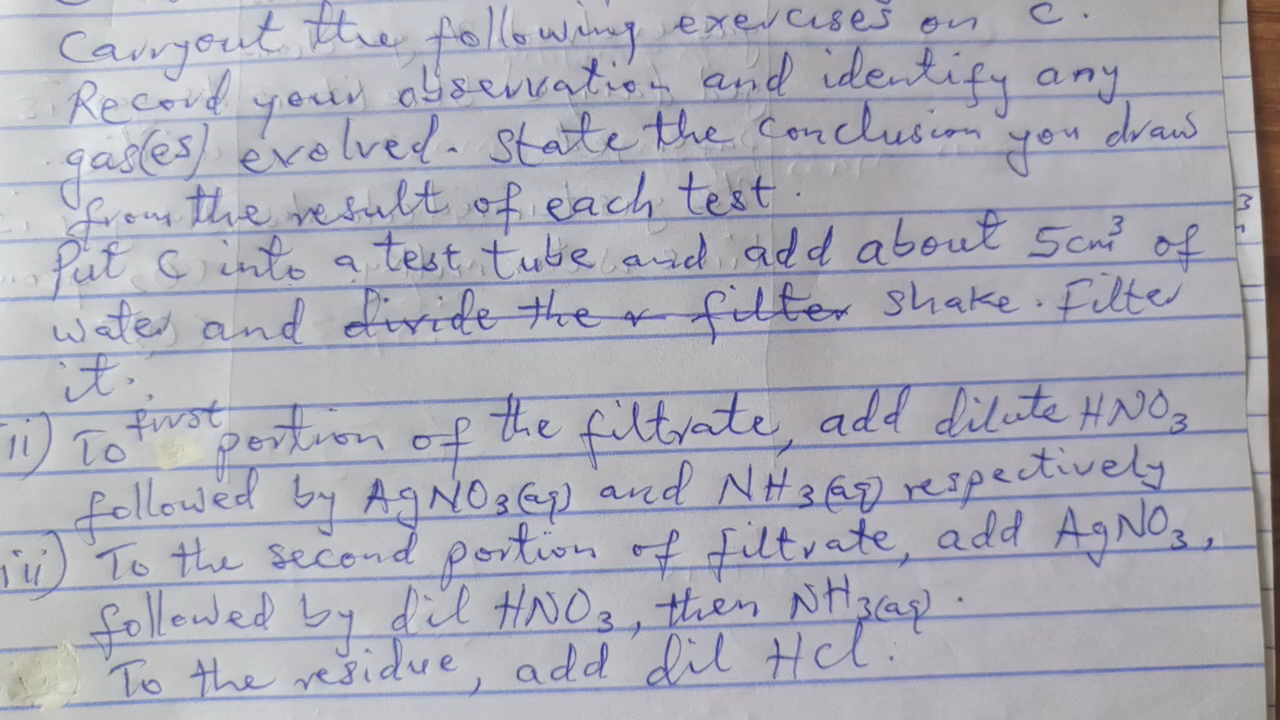 Carryout the following exercises on C.
Record your observation and identify any
gas(es) evolved. State the conclusion you draw
from the result of each test.
Put C into a test tube and add about 5cm³ of
water and divide the r filter shake. Filter
it.
ii) To first portion of the filtrate, add dilute HNO₃
followed by AgNO₃(aq) and NH₃(aq) respectively
iii) To the second portion of filtrate, add AgNO₃,
followed by dil HNO₃, then NH₃(aq).
To the residue, add dil HCl.
3